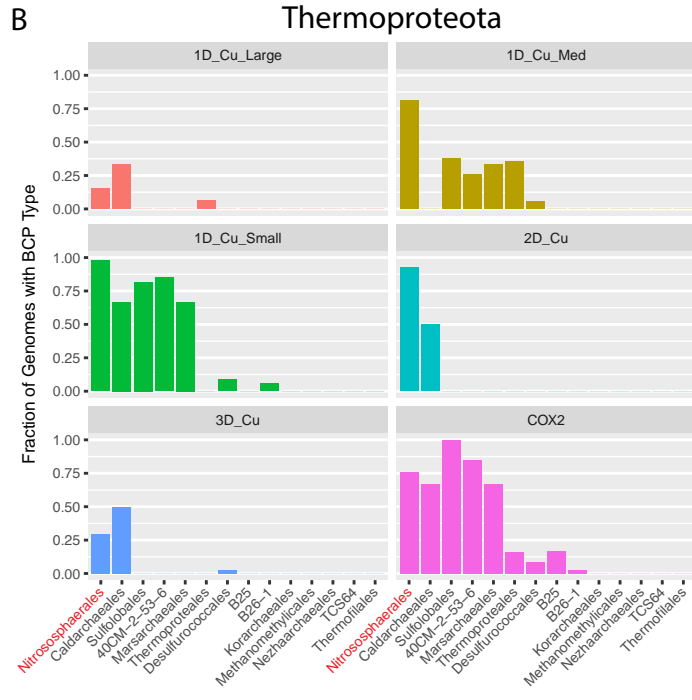 B
Thermoproteota
1D_Cu_Large
1D_Cu_Med
1.00
0.75
0.50
0.25
0.00
1D_Cu_Small
2D_Cu
1.00
0.75
0.50
0.25
0.00
3D_Cu
COX2
1.00
0.75
0.50
0.25
0.00
Fraction of Genomes with BCP Type
Nitrososphaerales
Caldarchaeales
Sulfolobales
40CM-2-53-6
Marsarchaeales
Thermoproteales
Desulfurococcales
B25
B26-1
Korarchaeales
Methanomethylicales
Nezhaarchaeales
TCS64
Thermofilales
Nitrososphaerales
Caldarchaeales
Sulfolobales
40CM-2-53-6
Marsarchaeales
Thermoproteales
Desulfurococcales
B25
B26-1
Korarchaeales
Methanomethylicales
Nezhaarchaeales
TCS64
Thermofilales